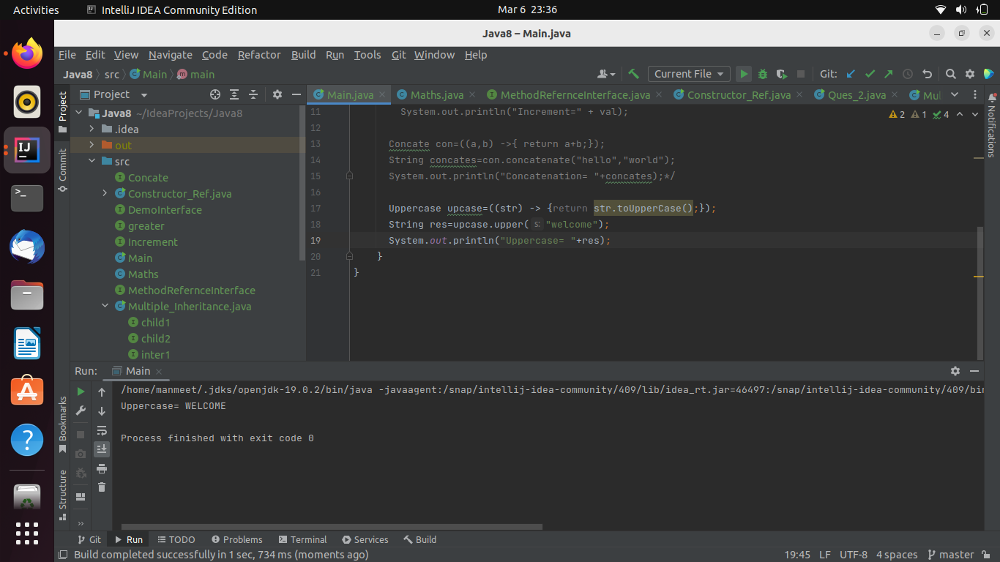 Activities IntelliJ IDEA Community Edition Mar 6 23:36
Java8 – Main.java
File Edit View Navigate Code Refactor Build Run Tools Git Window Help
Java8 src Main main Current File Git:
Project Main.java Maths.java MethodRefernceInterface.java Constructor_Ref.java Ques_2.java Mul
Project
Commit
Bookmarks
Structure
Notifications
Java8 ~/IdeaProjects/Java8
.idea
out
src
Concate
Constructor_Ref.java
DemoInterface
greater
Increment
Main
Maths
MethodRefernceInterface
Multiple_Inheritance.java
child1
child2
inter1
2 1 4
11 System.out.println("Increment=" + val);
12
13 Concate con=((a,b) ->{ return a+b;});
14 String concates=con.concatenate("hello","world");
15 System.out.println("Concatenation= "+concates);*/
16
17 Uppercase upcase=((str) -> {return str.toUpperCase();});
18 String res=upcase.upper( s: "welcome");
19 System.out.println("Uppercase= "+res);
20 }
21 }
Run: Main
/home/manmeet/.jdks/openjdk-19.0.2/bin/java -javaagent:/snap/intellij-idea-community/409/lib/idea_rt.jar=46497:/snap/intellij-idea-community/409/bin
Uppercase= WELCOME
Process finished with exit code 0
Git Run TODO Problems Terminal Services Build
Build completed successfully in 1 sec, 734 ms (moments ago) 19:45 LF UTF-8 4 spaces master